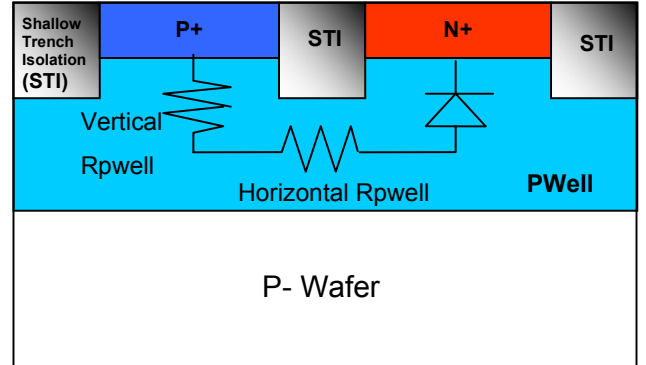 Shallow
Trench
Isolation
(STI)
P+
STI
N+
STI
Vertical
Rpwell
Horizontal Rpwell
PWell
P- Wafer